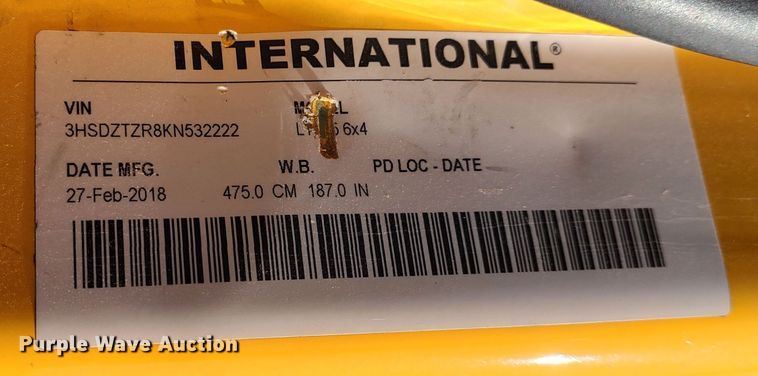 INTERNATIONAL®
VIN
3HSDZTZR8KN532222
6x4
DATE MFG.
W.B.
PD LOC - DATE
27-Feb-2018
475.0 CM 187.0 IN
Purple Wave Auction